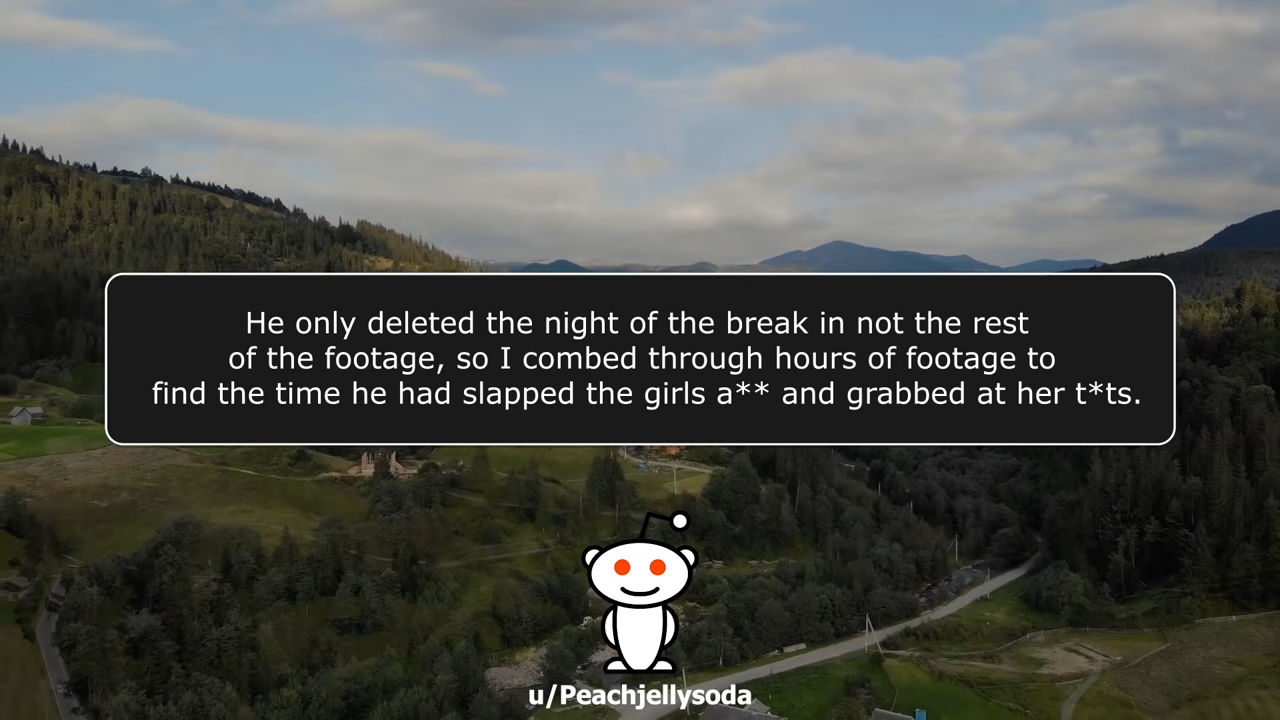 He only deleted the night of the break in not the rest
of the footage, so I combed through hours of footage to
find the time he had slapped the girls a** and grabbed at her t*ts.
u/Peachjellysoda